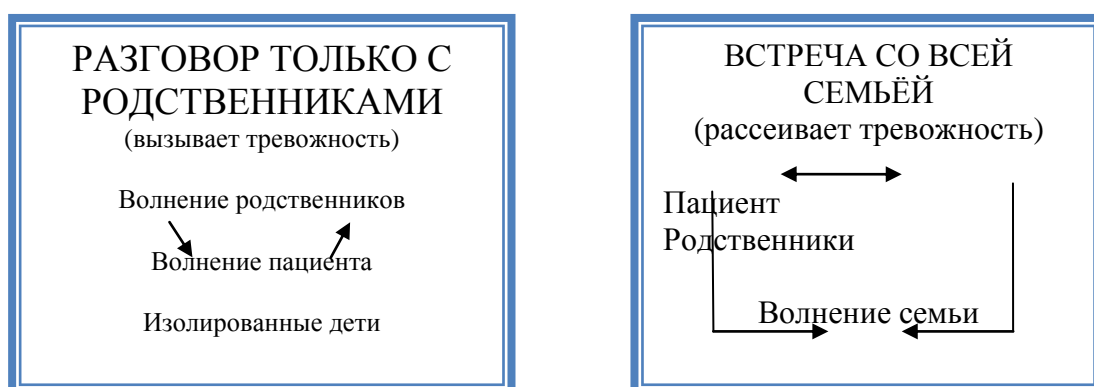 РАЗГОВОР ТОЛЬКО С
РОДСТВЕННИКАМИ
(вызывает тревожность)
Волнение родственников
Волнение пациента
Изолированные дети
ВСТРЕЧА СО ВСЕЙ
СЕМЬЁЙ
(рассеивает тревожность)
Пациент
Родственники
Волнение семьи